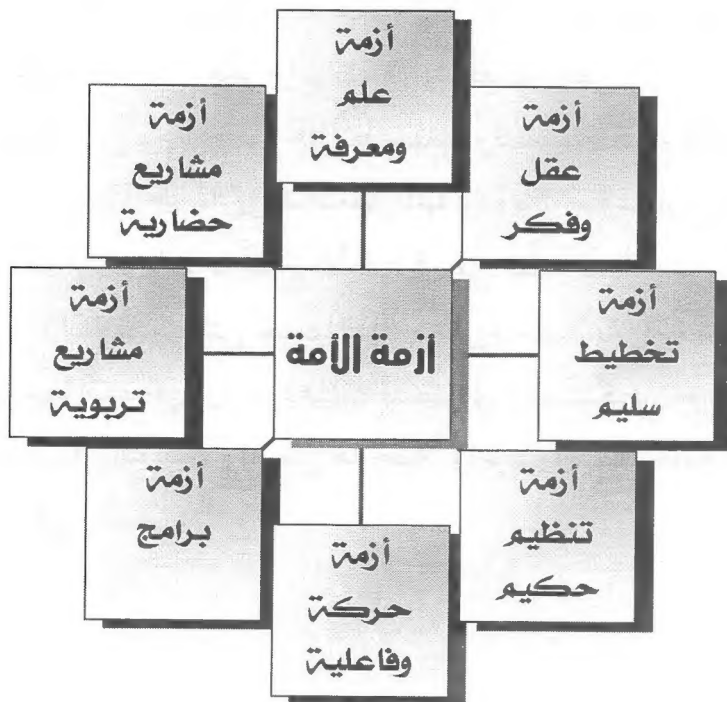 أزمة
علم
ومعرفة
أزمة
عقل
وفكر
أزمة
تخطيط
سليم
أزمة
تنظيم
حكيم
أزمة
حركة
وفاعلية
أزمة
برامج
أزمة
مشاريع
تربوية
أزمة
مشاريع
حضارية
أزمة الأمة